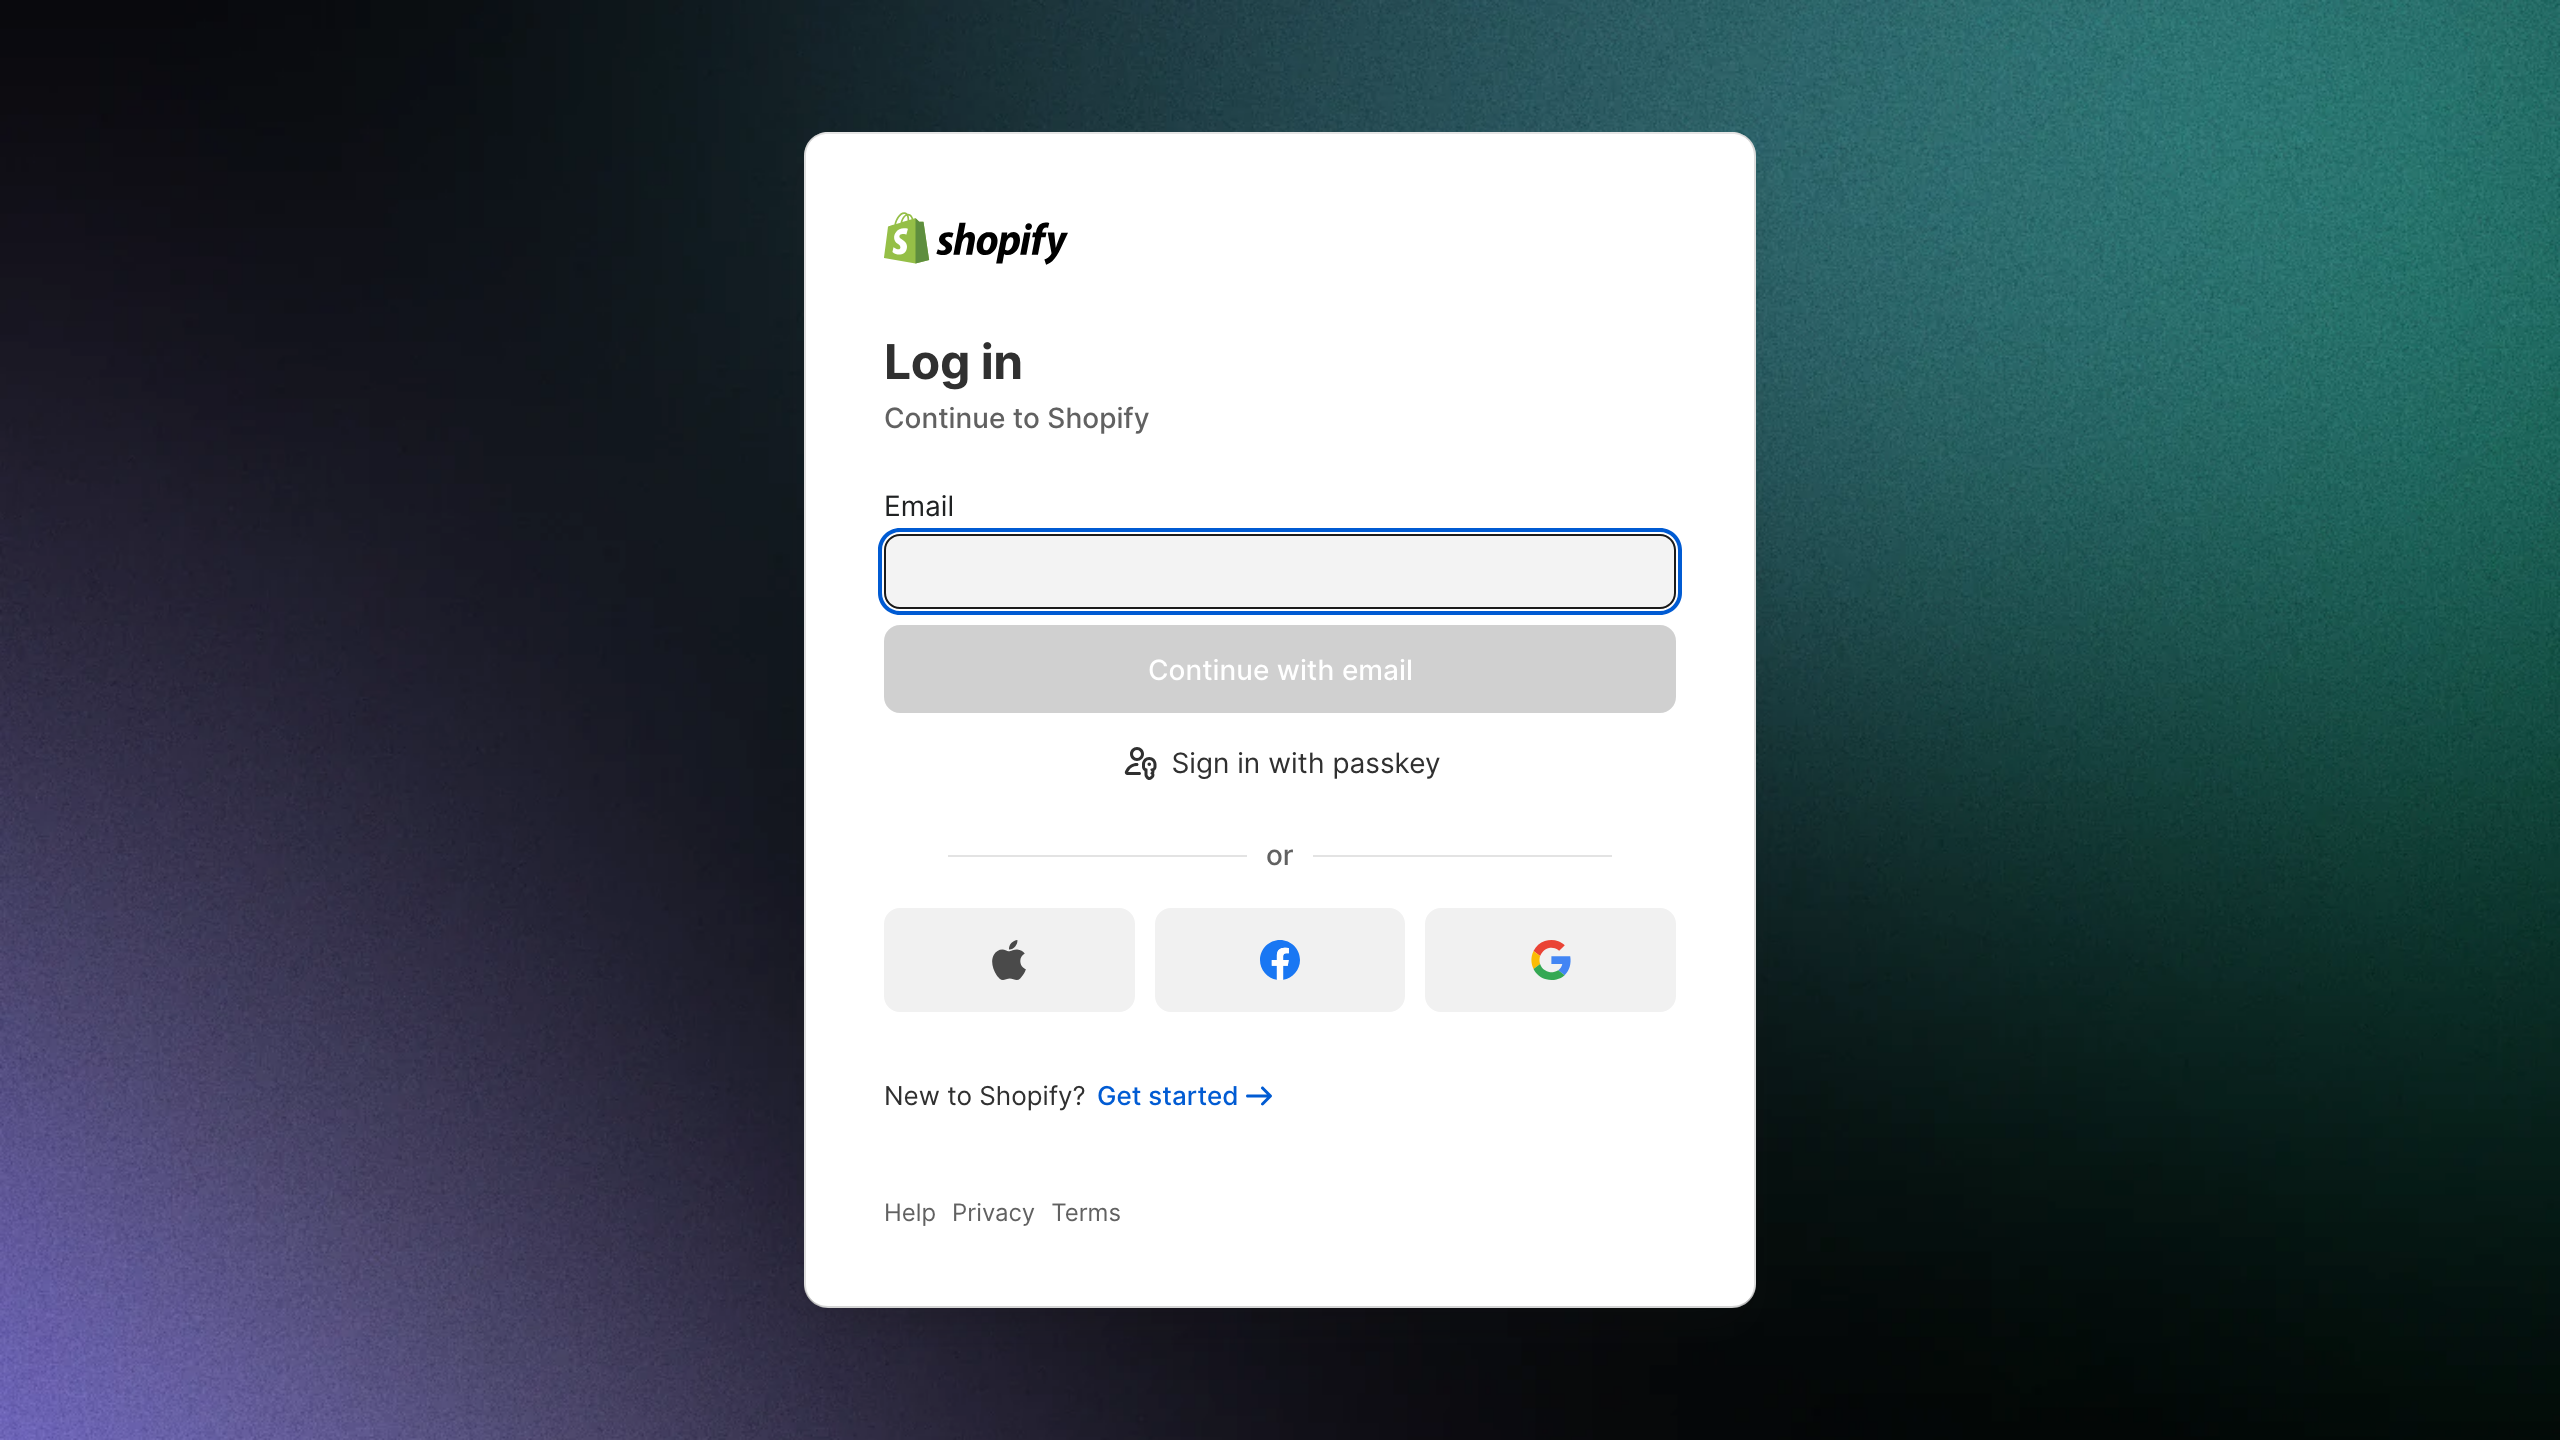 shopify
Log in
Continue to Shopify
Email
Continue with email
Sign in with passkey
or
New to Shopify? Get started →
Help Privacy Terms